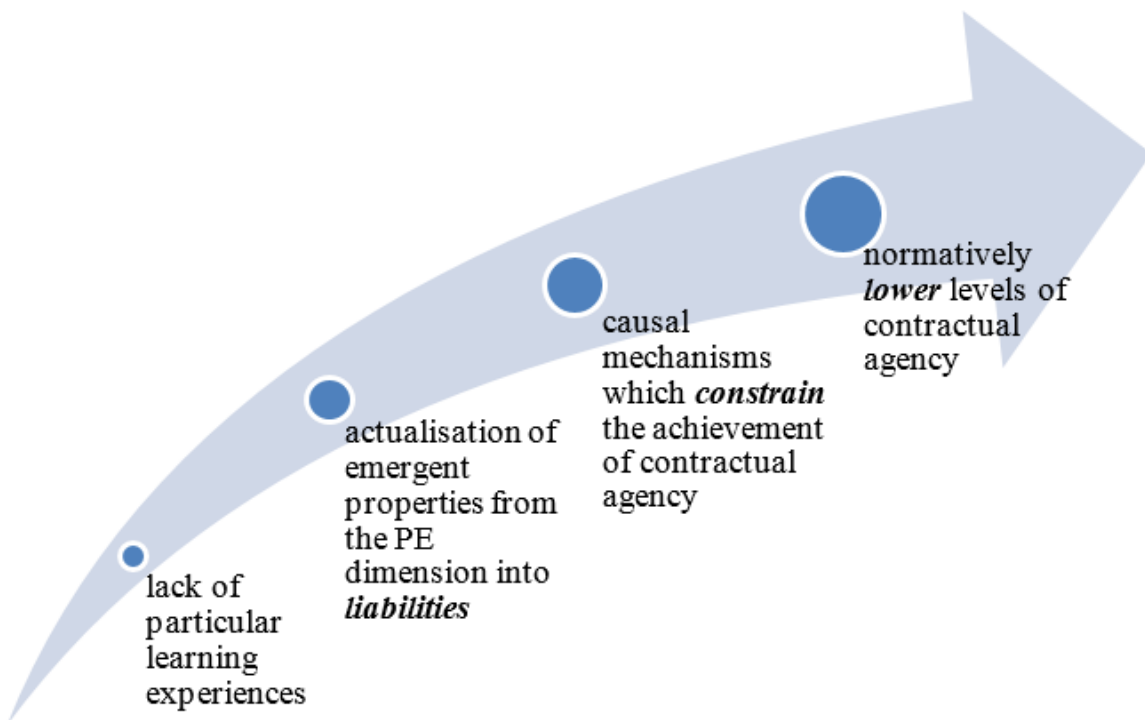 lack of
particular
learning
experiences
actualisation of
emergent
properties from
the PE
dimension into
liabilities
causal
mechanisms
which constrain
the achievement
of contractual
agency
normatively
lower levels of
contractual
agency